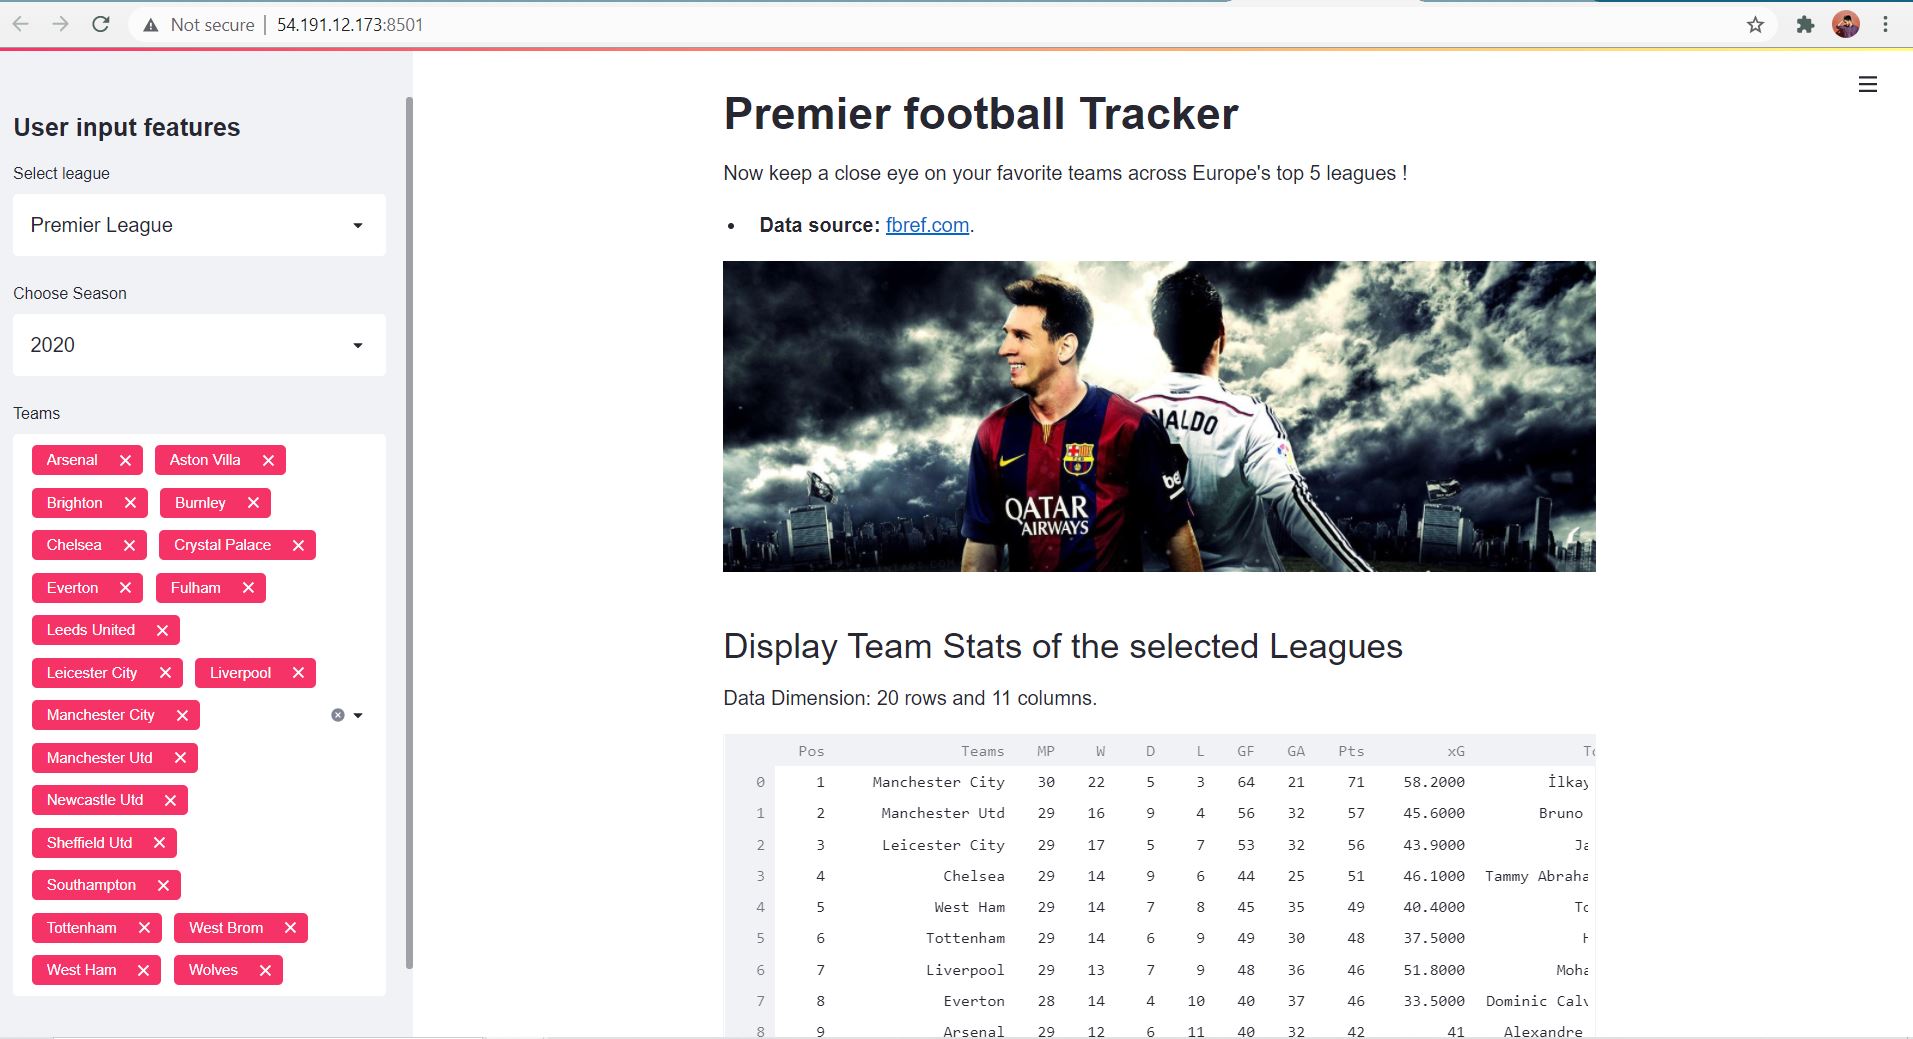 Not secure | 54.191.12.173:8501
User input features
Select league
Premier League
Choose Season
2020
Teams
Arsenal Aston Villa
Brighton Burnley
Chelsea Crystal Palace
Everton Fulham
Leeds United
Leicester City Liverpool
Manchester City
Manchester Utd
Newcastle Utd
Sheffield Utd
Southampton
Tottenham West Brom
West Ham Wolves
Premier football Tracker
Now keep a close eye on your favorite teams across Europe's top 5 leagues !
• Data source: fbref.com.
NALDO
QATAR
AIRWAYS
Display Team Stats of the selected Leagues
Data Dimension: 20 rows and 11 columns.
Pos Teams MP W D L GF GA Pts xG
0 1 Manchester City 30 22 5 3 64 21 71 58.2000 İlkay
1 2 Manchester Utd 29 16 9 4 56 32 57 45.6000 Bruno
2 3 Leicester City 29 17 5 7 53 32 56 43.9000 Ja
3 4 Chelsea 29 14 9 6 44 25 51 46.1000 Tammy Abraha
4 5 West Ham 29 14 7 8 45 35 49 40.4000 To
5 6 Tottenham 29 14 6 9 49 30 48 37.5000 H
6 7 Liverpool 29 13 7 9 48 36 46 51.8000 Moha
7 8 Everton 28 14 4 10 40 37 46 33.5000 Dominic Calv
8 9 Arsenal 29 12 6 11 40 32 42 41 Alexandre